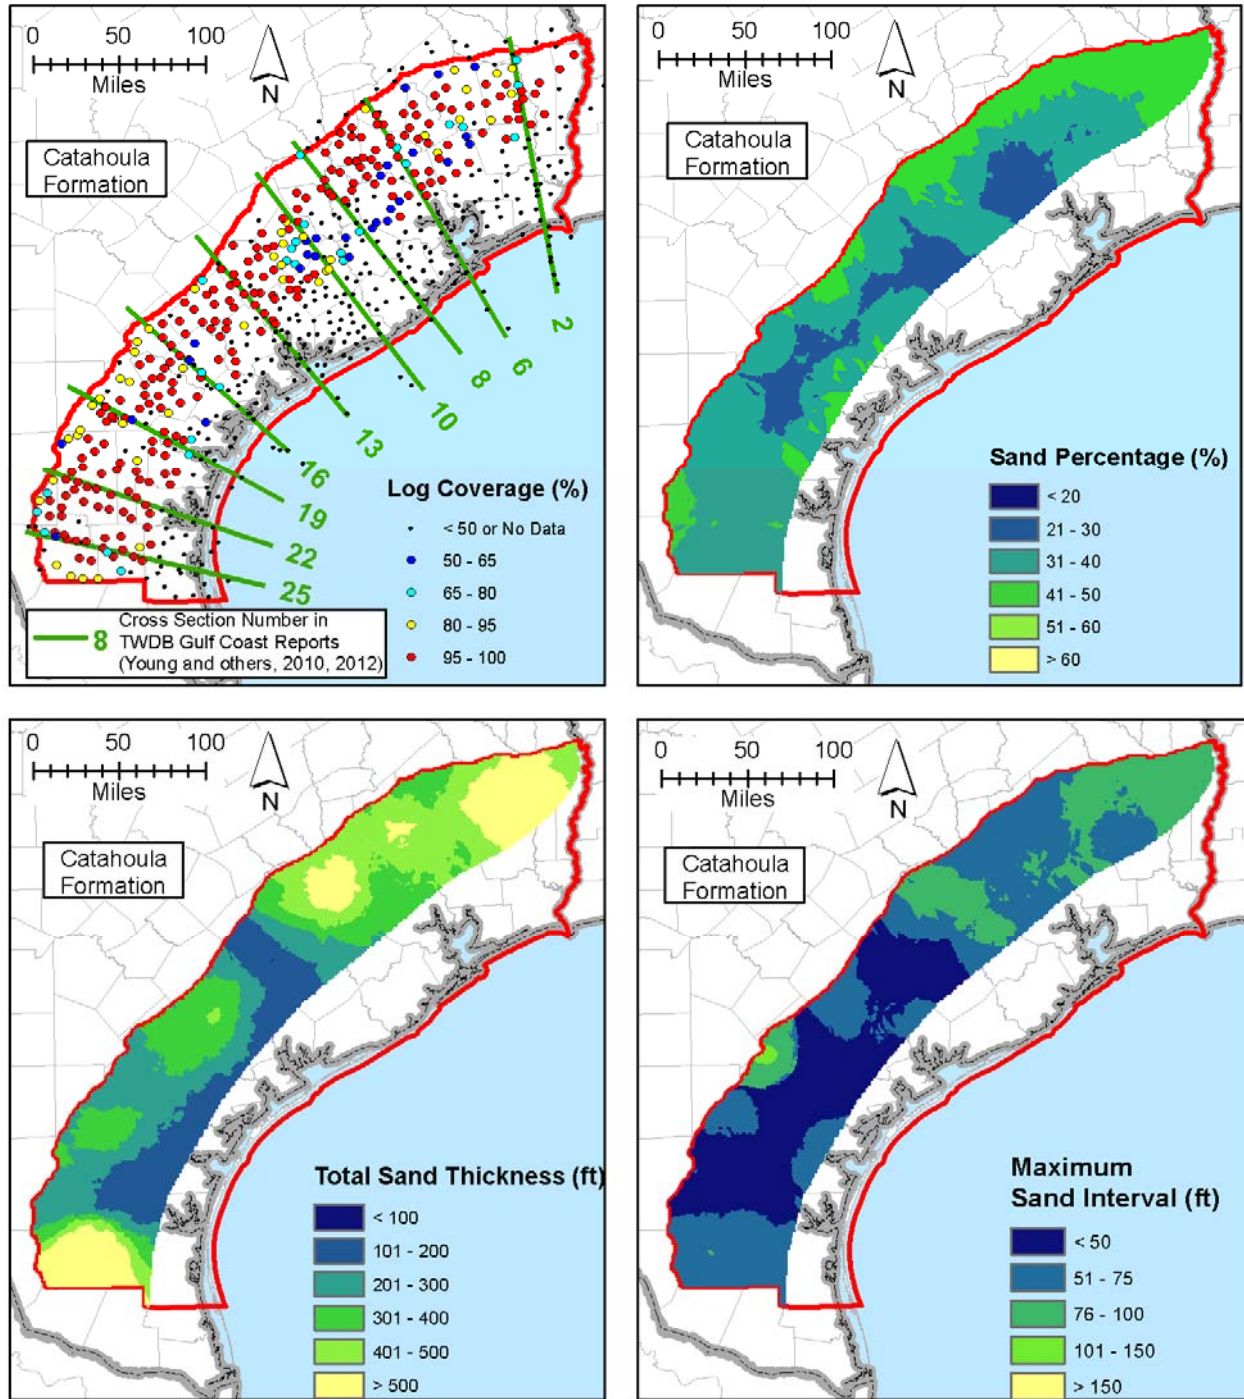 0 50 100
Miles
N
Catahoula
Formation
2
6
8
10
13
16
19
22
25
Log Coverage (%)
< 50 or No Data
50 - 65
65 - 80
80 - 95
95 - 100
8
Cross Section Number in
TWDB Gulf Coast Reports
(Young and others, 2010, 2012)
0 50 100
Miles
N
Catahoula
Formation
Sand Percentage (%)
< 20
21 - 30
31 - 40
41 - 50
51 - 60
> 60
0 50 100
Miles
N
Catahoula
Formation
Total Sand Thickness (ft)
< 100
101 - 200
201 - 300
301 - 400
401 - 500
> 500
0 50 100
Miles
N
Catahoula
Formation
Maximum
Sand Interval (ft)
< 50
51 - 75
76 - 100
101 - 150
> 150